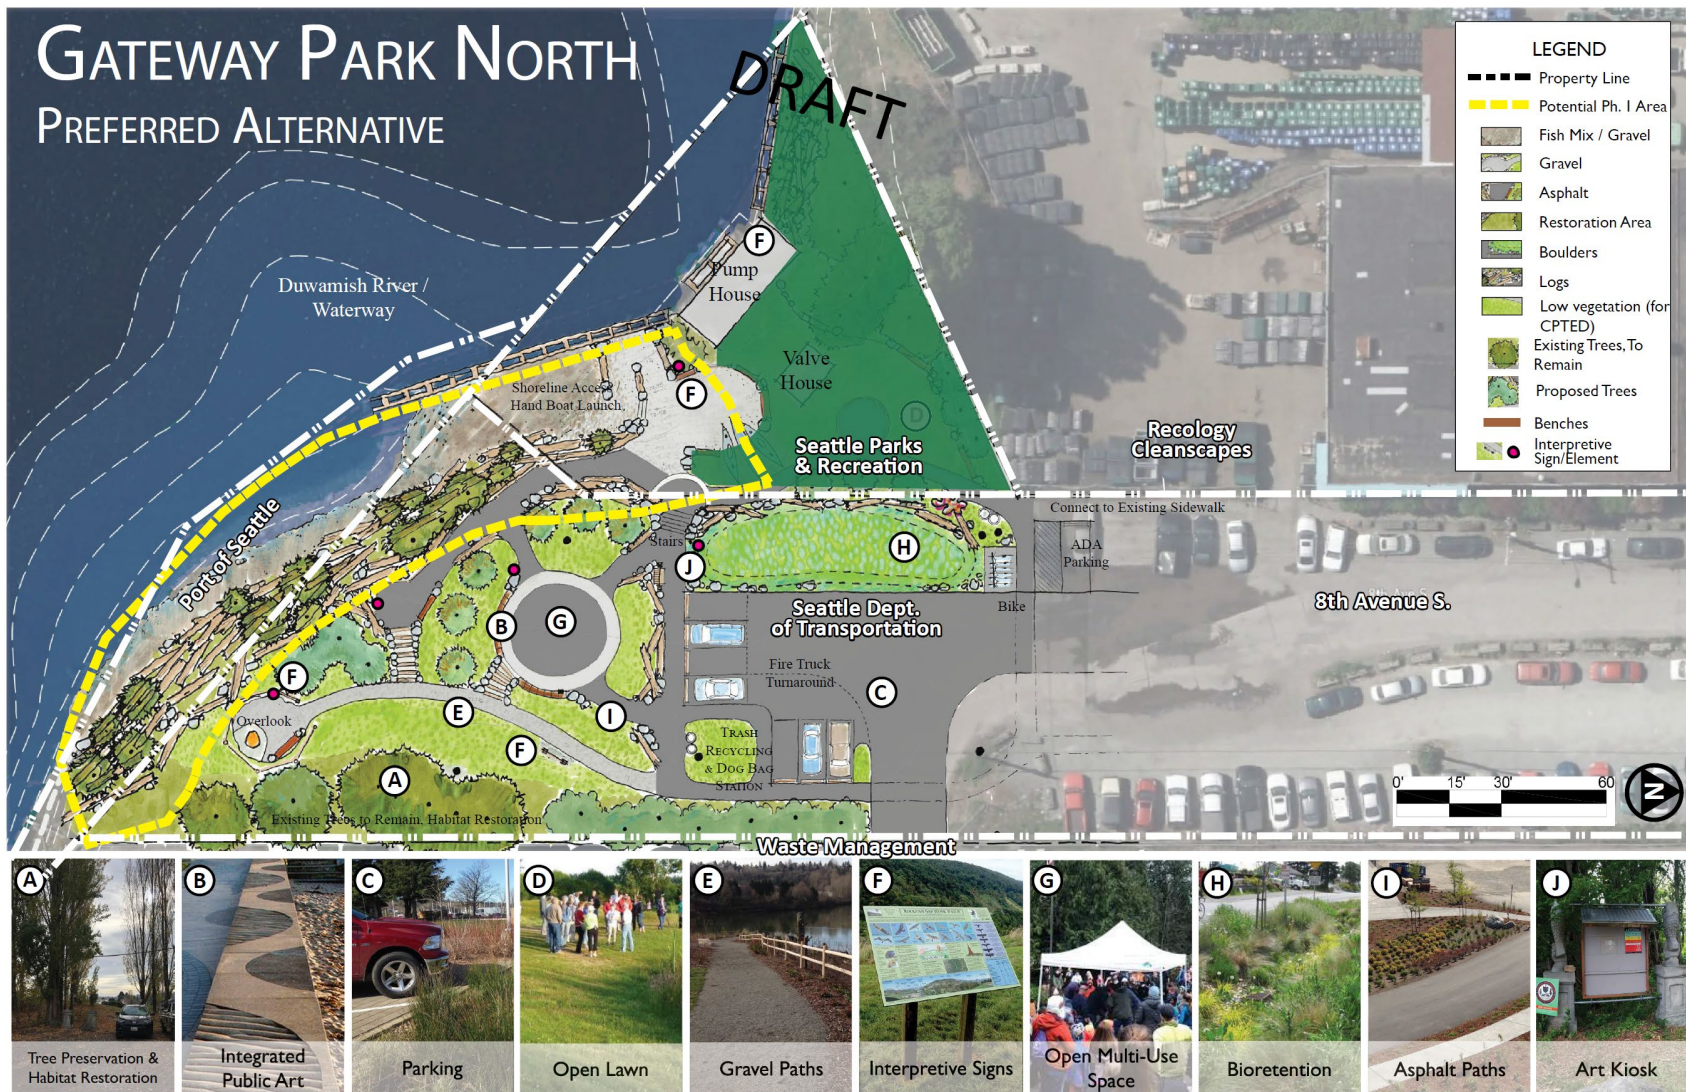 GATEWAY PARK NORTH
PREFERRED ALTERNATIVE
DRAFT
LEGEND
Property Line
Potential Ph. I Area
Fish Mix / Gravel
Gravel
Asphalt
Restoration Area
Boulders
Logs
Low vegetation (for
CPTED)
Existing Trees, To
Remain
Proposed Trees
Benches
Interpretive
Sign/Element
Duwamish River /
Waterway
F
Pump
House
Valve
House
Shoreline Access /
Hand Boat Launch
F
D
Seattle Parks
& Recreation
Recology
Cleanscapes
Port of Seattle
Connect to Existing Sidewalk
Stairs
J
H
ADA
Parking
Bike
8th Avenue S.
Seattle Dept.
of Transportation
B
G
Fire Truck
Turnaround
C
F
Overlook
E
I
F
A
TRASH
RECYCLING
& DOG BAG
STATION
Existing Trees to Remain, Habitat Restoration
0' 15' 30' 60
N
Waste Management
A
Tree Preservation &
Habitat Restoration
B
Integrated
Public Art
C
Parking
D
Open Lawn
E
Gravel Paths
F
Interpretive Signs
G
Open Multi-Use
Space
H
Bioretention
I
Asphalt Paths
J
Art Kiosk